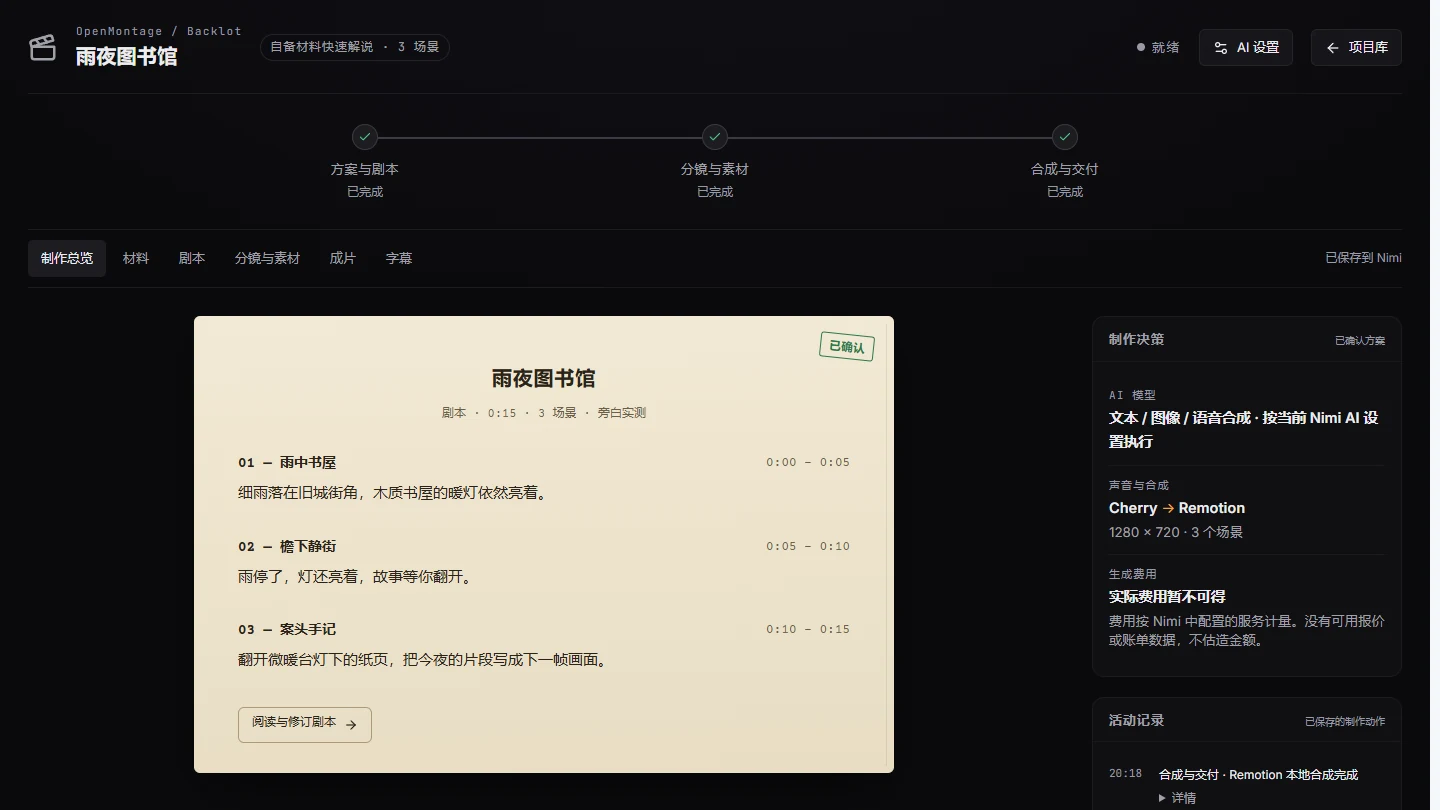 OpenMontage / Backlot
雨夜图书馆
自备材料快速解说 · 3 场景
就绪
AI 设置
项目库
方案与剧本
已完成
分镜与素材
已完成
合成与交付
已完成
制作总览
材料
剧本
分镜与素材
成片
字幕
已保存到 Nimi
已确认
雨夜图书馆
剧本 · 0:15 · 3 场景 · 旁白实测
01 — 雨中书屋
0:00 – 0:05
细雨落在旧城街角，木质书屋的暖灯依然亮着。
02 — 檐下静街
0:05 – 0:10
雨停了，灯还亮着，故事等你翻开。
03 — 案头手记
0:10 – 0:15
翻开微暖台灯下的纸页，把今夜的片段写成下一帧画面。
阅读与修订剧本 →
制作决策
已确认方案
AI 模型
文本 / 图像 / 语音合成 · 按当前 Nimi AI 设
置执行
声音与合成
Cherry → Remotion
1280 × 720 · 3 个场景
生成费用
实际费用暂不可得
费用按 Nimi 中配置的服务计量。没有可用报价
或账单数据，不估造金额。
活动记录
已保存的制作动作
20:18
合成与交付 · Remotion 本地合成完成
详情